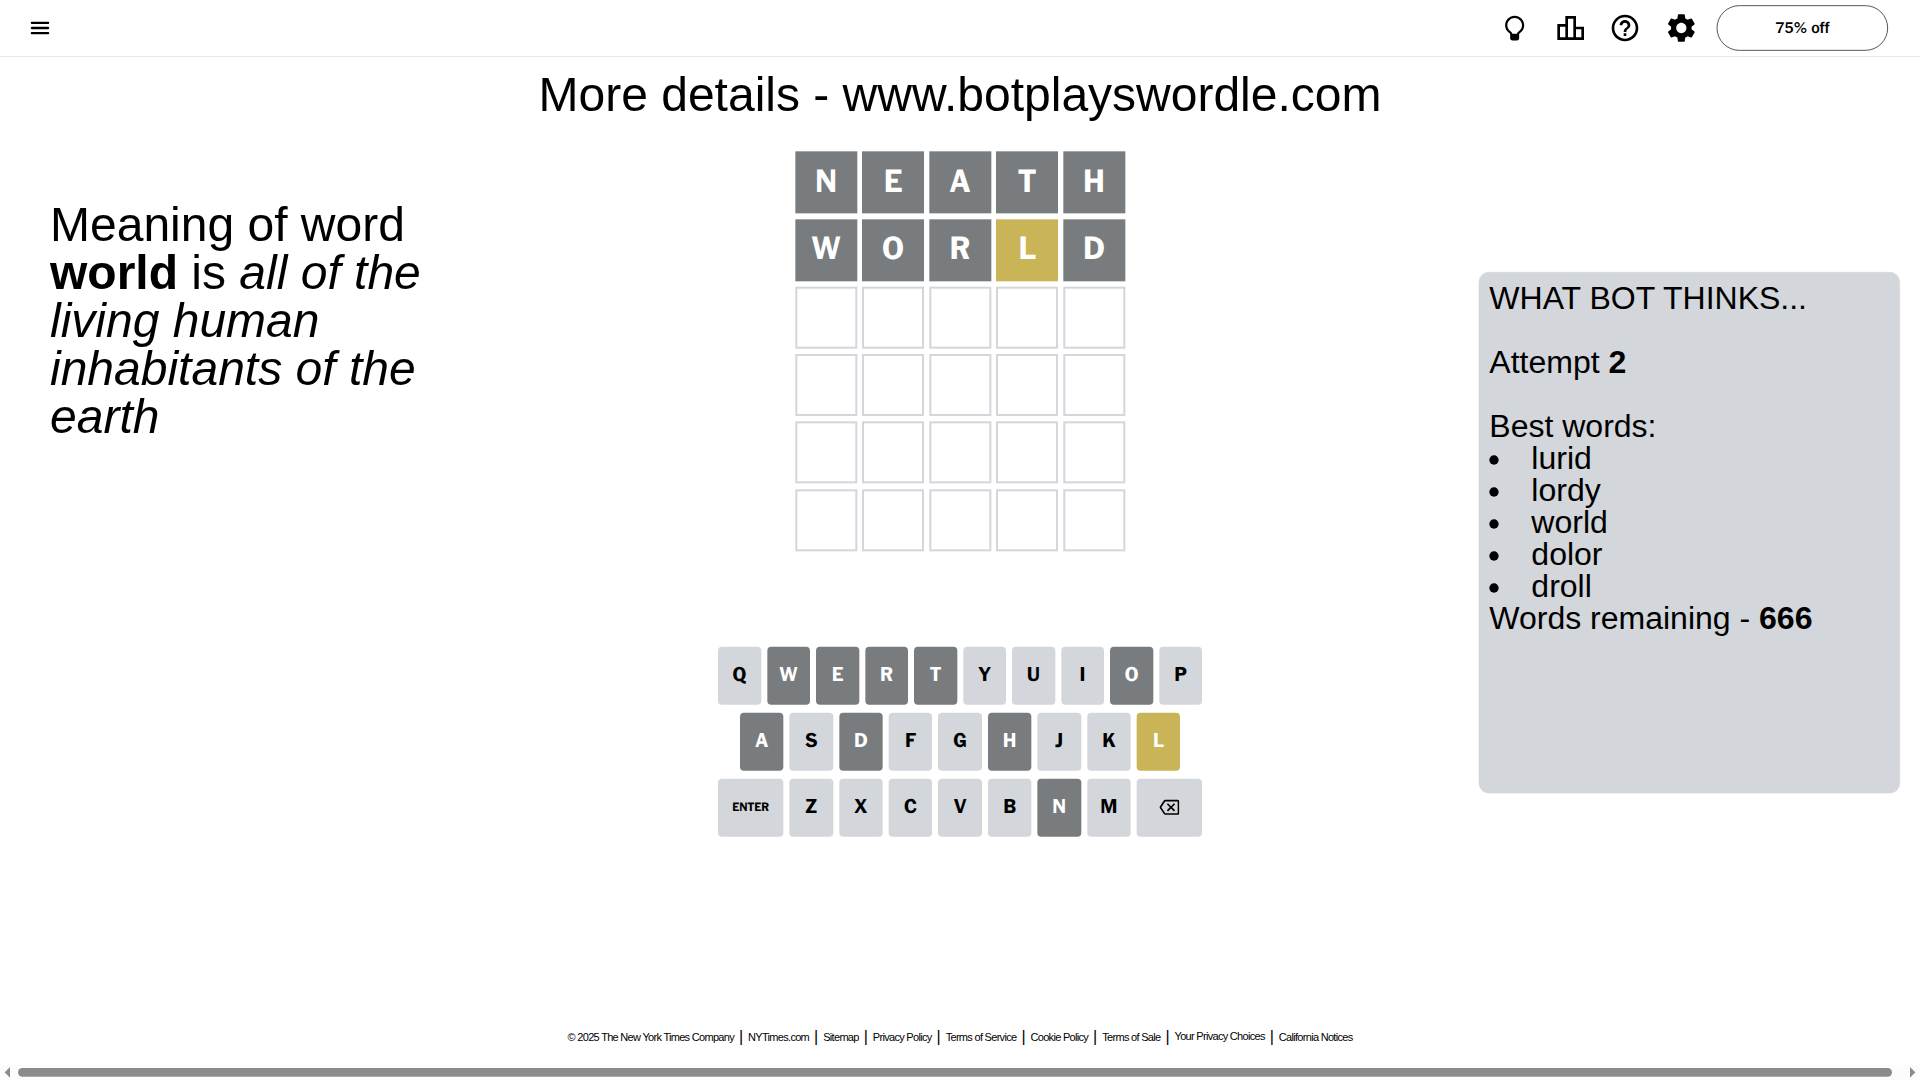 75% off
More details - www.botplayswordle.com
Meaning of word
world is all of the
living human
inhabitants of the
earth
N E A T H
W O R L D
WHAT BOT THINKS...
Attempt 2
Best words:
• lurid
• lordy
• world
• dolor
• droll
Words remaining - 666
Q W E R T Y U I O P
A S D F G H J K L
ENTER Z X C V B N M
© 2025 The New York Times Company | NYTimes.com | Sitemap | Privacy Policy | Terms of Service | Cookie Policy | Terms of Sale | Your Privacy Choices | California Notices